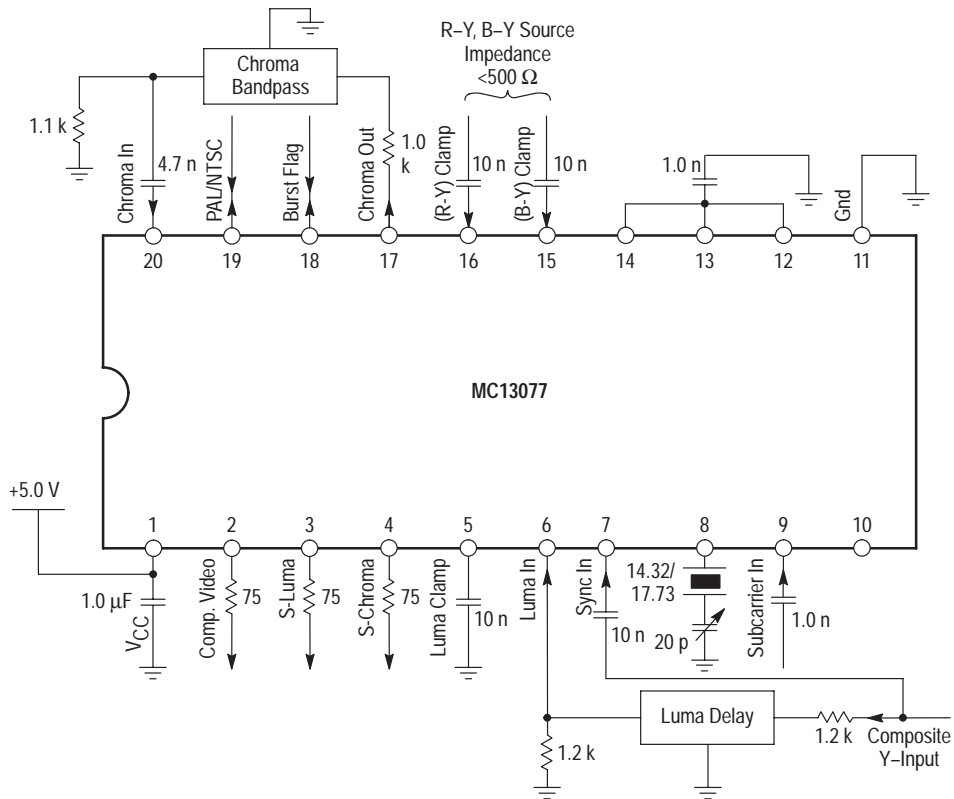 R–Y, B–Y Source
Impedance
<500 Ω
Chroma
Bandpass
1.1 k
Chroma In
4.7 n
PAL/NTSC
Burst Flag
Chroma Out
1.0
k
(R-Y) Clamp
10 n
(B-Y) Clamp
10 n
1.0 n
Gnd
20
19
18
17
16
15
14
13
12
11
MC13077
+5.0 V
1
2
3
4
5
6
7
8
9
10
1.0 µF
VCC
Comp. Video
75
S-Luma
75
S-Chroma
75
Luma Clamp
10 n
Luma In
Sync In
10 n
14.32/
17.73
20 p
Subcarrier In
1.0 n
1.2 k
Luma Delay
1.2 k
Composite
Y–Input